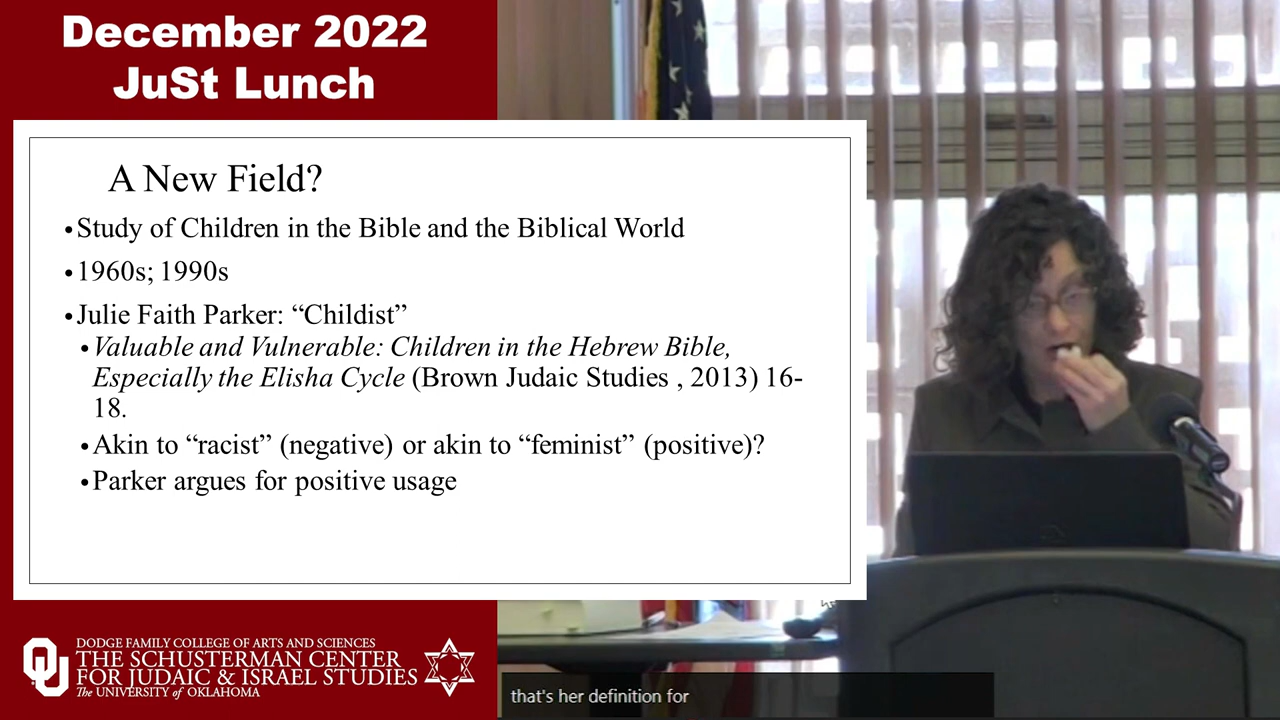 December 2022
JuSt Lunch
A New Field?
•Study of Children in the Bible and the Biblical World
•1960s; 1990s
•Julie Faith Parker: “Childist”
•Valuable and Vulnerable: Children in the Hebrew Bible,
Especially the Elisha Cycle (Brown Judaic Studies , 2013) 16-
18.
•Akin to “racist” (negative) or akin to “feminist” (positive)?
•Parker argues for positive usage
OU
DODGE FAMILY COLLEGE OF ARTS AND SCIENCES
THE SCHUSTERMAN CENTER
FOR JUDAIC & ISRAEL STUDIES
The UNIVERSITY of OKLAHOMA
that's her definition for